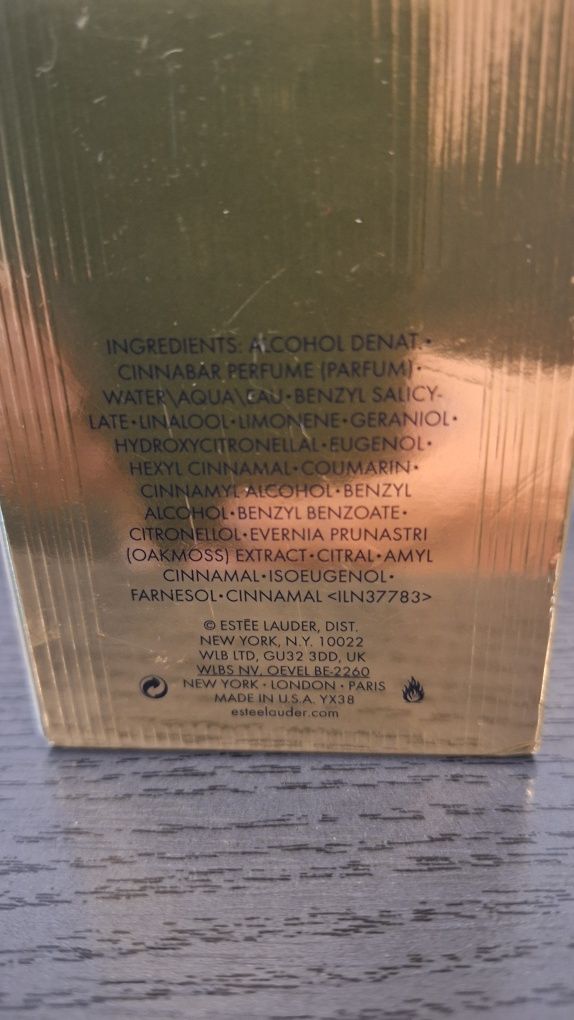 INGREDIENTS: ALCOHOL DENAT.•
CINNABAR PERFUME (PARFUM)•
WATER\AQUA\EAU•BENZYL SALICY-
LATE•LINALOOL•LIMONENE•GERANIOL•
HYDROXYCITRONELLAL•EUGENOL•
HEXYL CINNAMAL•COUMARIN•
CINNAMYL ALCOHOL•BENZYL
ALCOHOL•BENZYL BENZOATE•
CITRONELLOL•EVERNIA PRUNASTRI
(OAKMOSS) EXTRACT•CITRAL•AMYL
CINNAMAL•ISOEUGENOL•
FARNESOL•CINNAMAL <ILN37783>
© ESTĒE LAUDER, DIST.
NEW YORK, N.Y. 10022
WLB LTD, GU32 3DD, UK
WLBS NV, OEVEL BE-2260
NEW YORK • LONDON • PARIS
MADE IN U.S.A. YX38
esteelauder.com